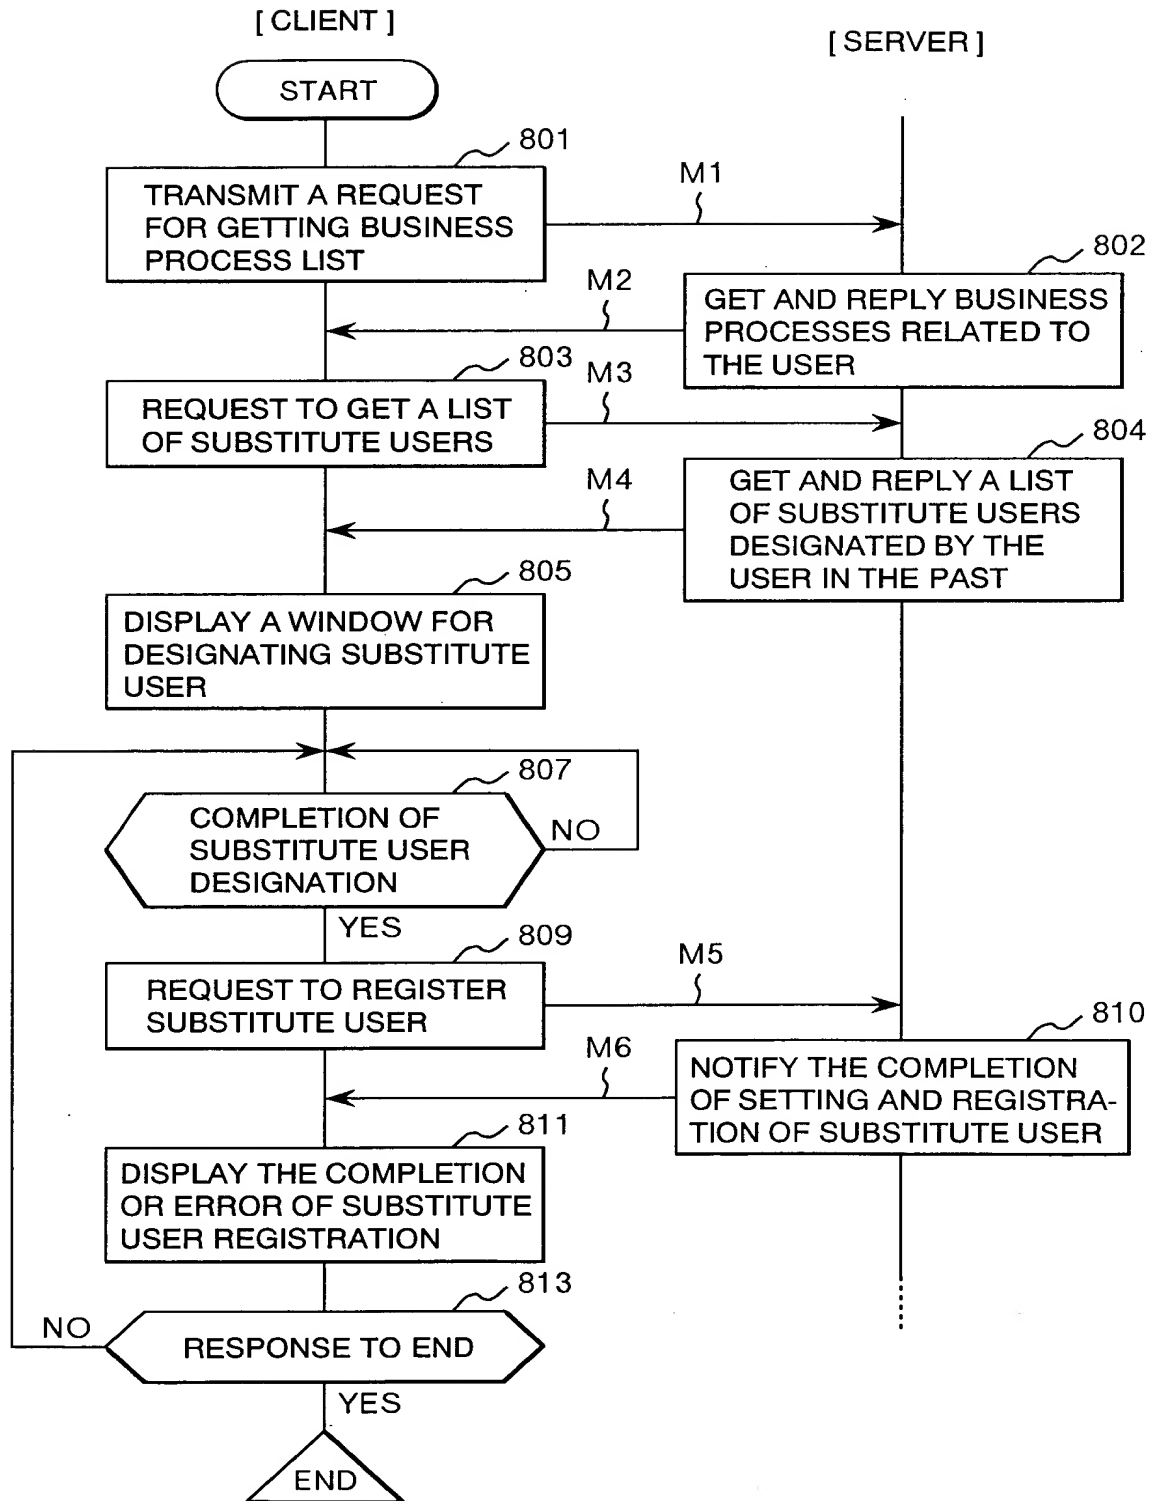 [ CLIENT ]
[ SERVER ]
START
801
TRANSMIT A REQUEST
FOR GETTING BUSINESS
PROCESS LIST
M1
802
GET AND REPLY BUSINESS
PROCESSES RELATED TO
THE USER
M2
803
REQUEST TO GET A LIST
OF SUBSTITUTE USERS
M3
804
GET AND REPLY A LIST
OF SUBSTITUTE USERS
DESIGNATED BY THE
USER IN THE PAST
M4
805
DISPLAY A WINDOW FOR
DESIGNATING SUBSTITUTE
USER
807
COMPLETION OF
SUBSTITUTE USER
DESIGNATION
NO
YES
809
REQUEST TO REGISTER
SUBSTITUTE USER
M5
810
NOTIFY THE COMPLETION
OF SETTING AND REGISTRA-
TION OF SUBSTITUTE USER
M6
811
DISPLAY THE COMPLETION
OR ERROR OF SUBSTITUTE
USER REGISTRATION
813
NO
RESPONSE TO END
YES
END